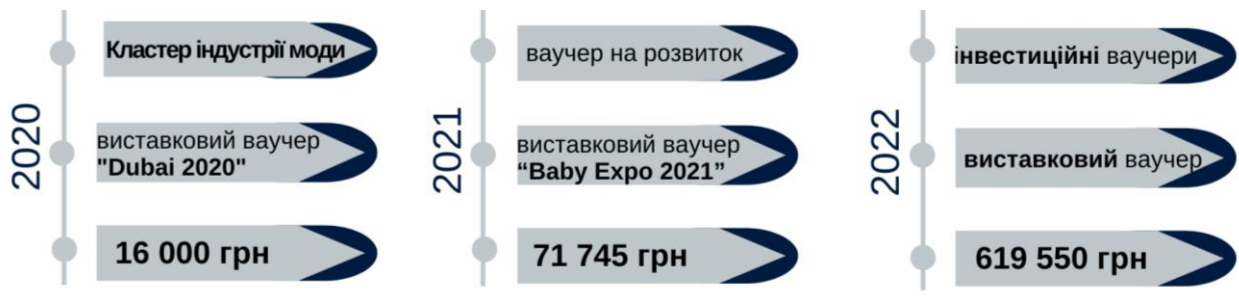 2020
Кластер індустрії моди
виставковий ваучер
"Dubai 2020"
16 000 грн
2021
ваучер на розвиток
виставковий ваучер
“Baby Expo 2021”
71 745 грн
2022
інвестиційні ваучери
виставковий ваучер
619 550 грн